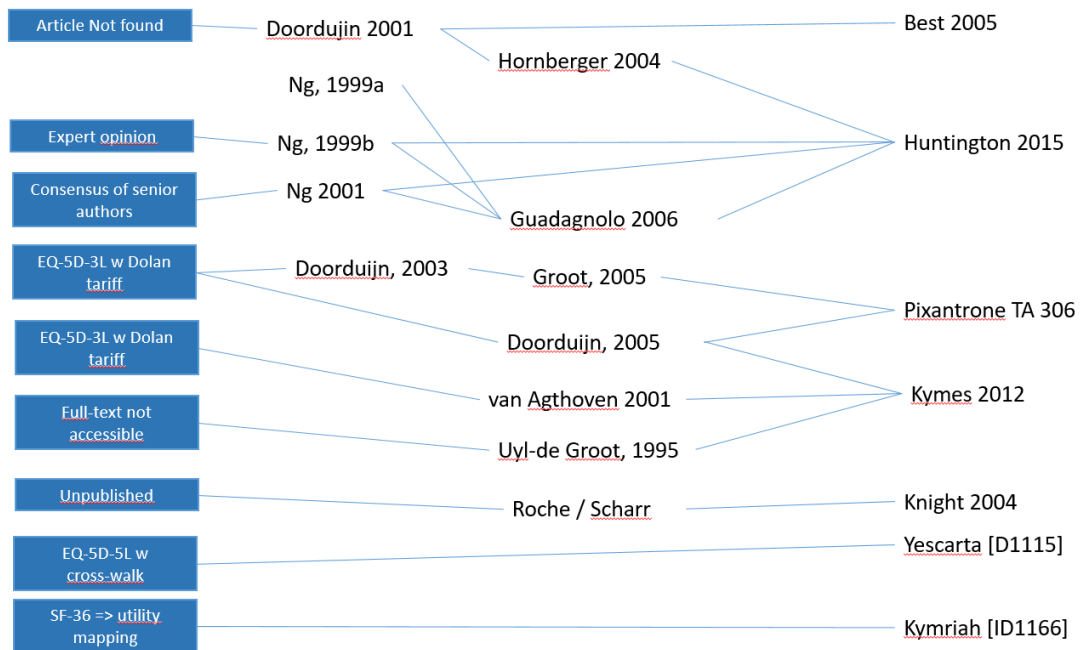 Article Not found
Doordujin 2001
Best 2005
Hornberger 2004
Ng, 1999a
Expert opinion
Ng, 1999b
Huntington 2015
Consensus of senior
authors
Ng 2001
Guadagnolo 2006
EQ-5D-3L w Dolan
tariff
Doorduijn, 2003
Groot, 2005
Pixantrone TA 306
EQ-5D-3L w Dolan
tariff
Doorduijn, 2005
van Agthoven 2001
Kymes 2012
Full-text not
accessible
Uyl-de Groot, 1995
Unpublished
Roche / Scharr
Knight 2004
EQ-5D-5L w
cross-walk
Yescarta [D1115]
SF-36 => utility
mapping
Kymriah [ID1166]